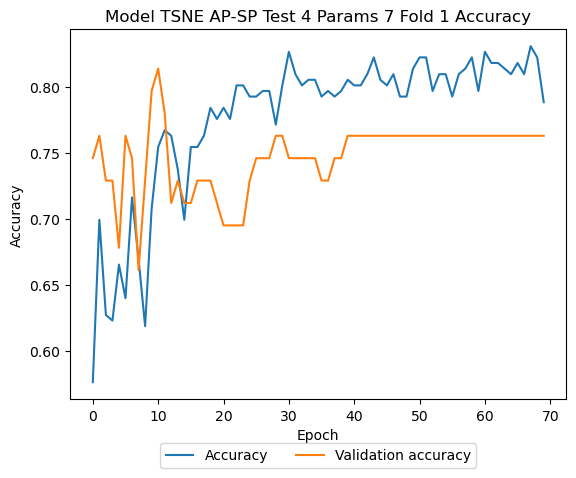 Model TSNE AP-SP Test 4 Params 7 Fold 1 Accuracy
0.80
0.75
0.70
0.65
0.60
Accuracy
0 10 20 30 40 50 60 70
Epoch
Accuracy Validation accuracy